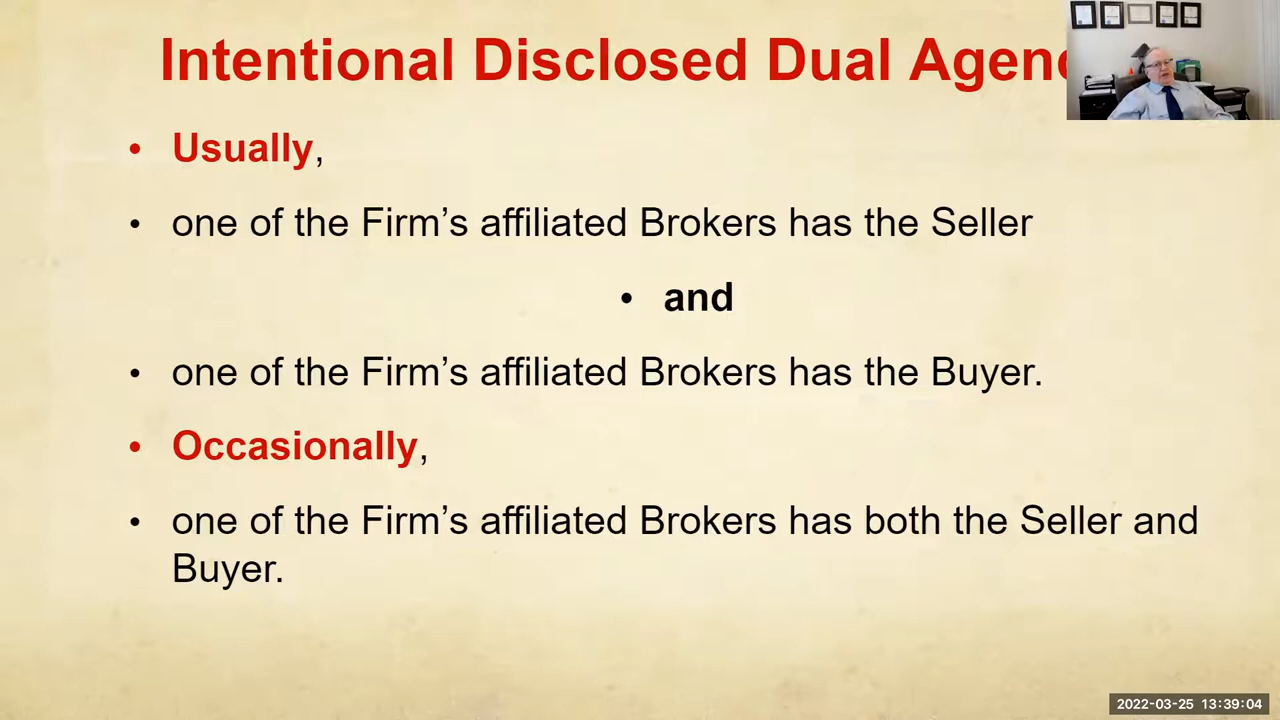 Intentional Disclosed Dual Agenc
• Usually,
• one of the Firm’s affiliated Brokers has the Seller
• and
• one of the Firm’s affiliated Brokers has the Buyer.
• Occasionally,
• one of the Firm’s affiliated Brokers has both the Seller and
Buyer.
2022-03-25 13:39:04